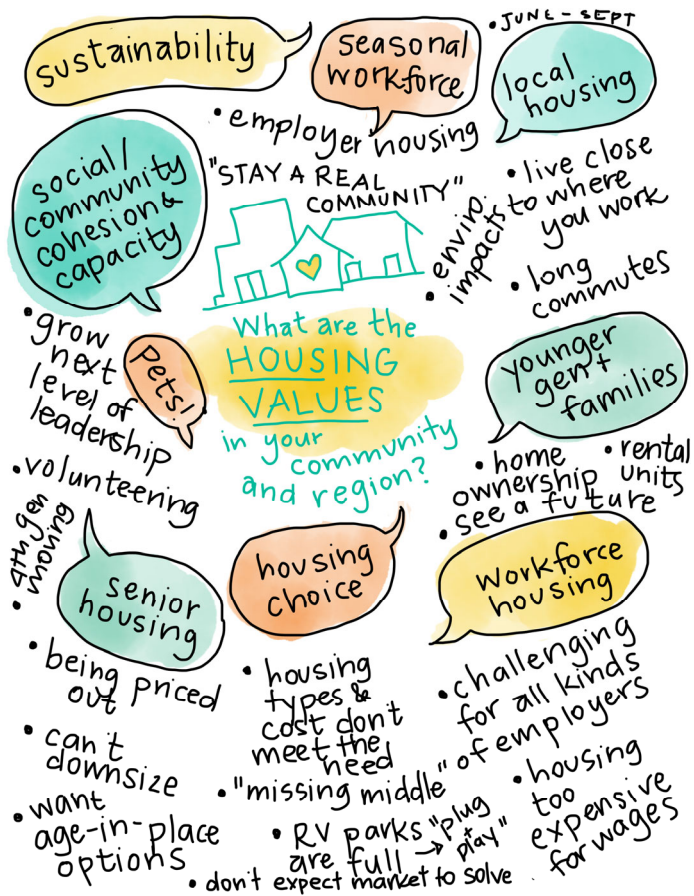 sustainability
seasonal
workforce
• JUNE - SEPT
local
housing
• employer housing
social/
community
cohesion &
capacity
"STAY A REAL
COMMUNITY"
• live close
to where
you work
• environ.
impacts
• long
commutes
What are the
HOUSING
VALUES
in your
community
and region?
• grow
next
level of
leadership
pets!
• volunteering
• 4th gen
moving
younger
gen +
families
• home
ownership
• rental
units
• see a future
senior
housing
• being priced
out
• can't
downsize
• want
age-in-place
options
housing
choice
• housing
types &
cost don't
meet the
need
• "missing middle"
• RV parks
are full → "plug
+
play"
• don't expect market to solve
workforce
housing
• challenging
for all kinds
of employers
• housing
too
expensive
for wages